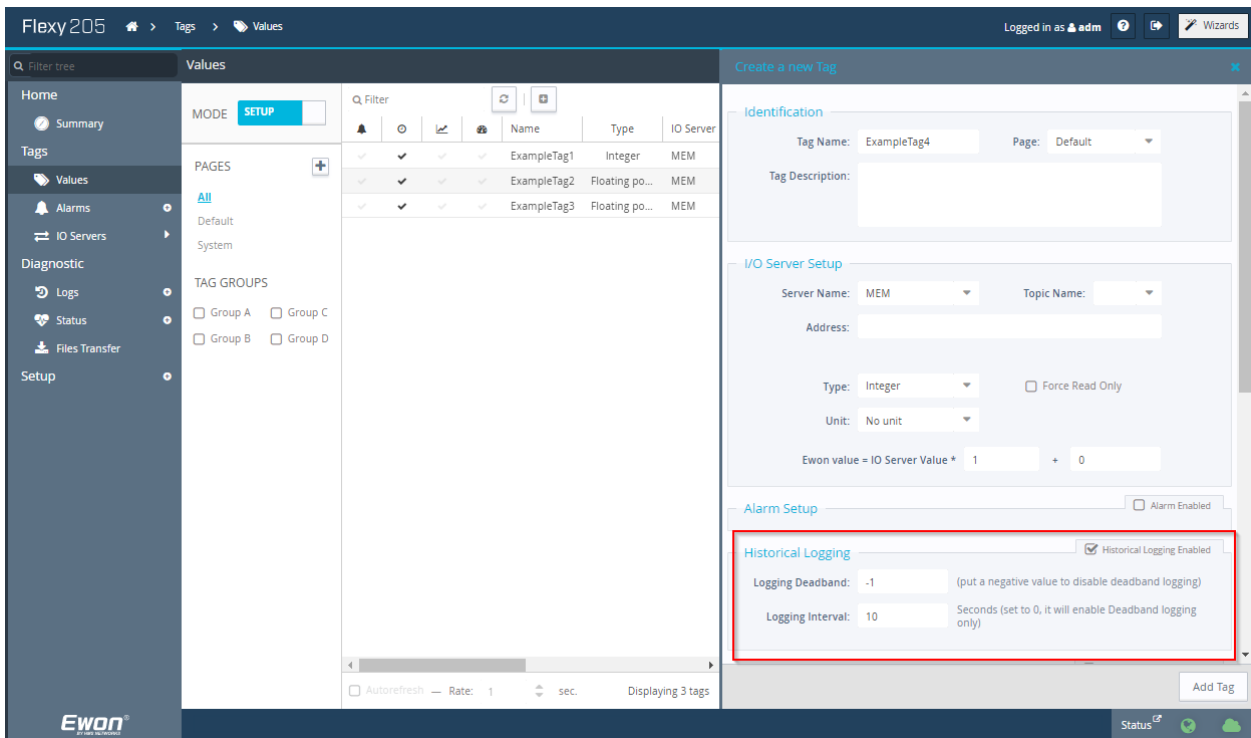 Flexy 205 > Tags > Values
Logged in as adm
Wizards
Filter tree
Home
Summary
Tags
Values
Alarms
IO Servers
Diagnostic
Logs
Status
Files Transfer
Setup
Ewon®
BY HMS NETWORKS
Values
MODE SETUP
PAGES
All
Default
System
TAG GROUPS
Group A Group C
Group B Group D
Filter
Name Type IO Server
ExampleTag1 Integer MEM
ExampleTag2 Floating po... MEM
ExampleTag3 Floating po... MEM
Autorefresh — Rate: 1 sec. Displaying 3 tags
Create a new Tag
Identification
Tag Name: ExampleTag4 Page: Default
Tag Description:
I/O Server Setup
Server Name: MEM Topic Name:
Address:
Type: Integer Force Read Only
Unit: No unit
Ewon value = IO Server Value * 1 + 0
Alarm Setup Alarm Enabled
Historical Logging Historical Logging Enabled
Logging Deadband: -1 (put a negative value to disable deadband logging)
Logging Interval: 10 Seconds (set to 0, it will enable Deadband logging
only)
Add Tag
Status